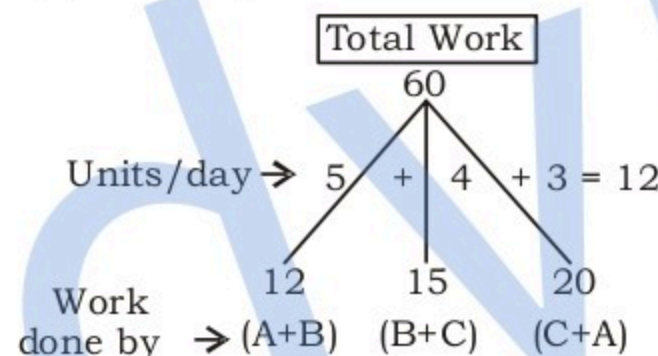 Total Work
60
Units/day → 5 + 4 + 3 = 12
12 15 20
Work
done by → (A+B) (B+C) (C+A)